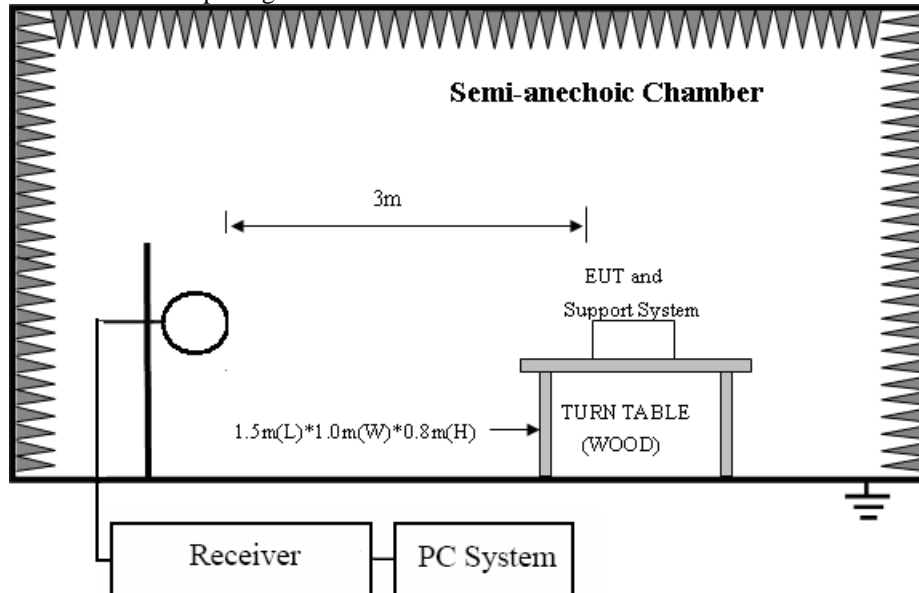 Semi-anechoic Chamber
3m
EUT and
Support System
1.5m(L)*1.0m(W)*0.8m(H)
TURN TABLE
(WOOD)
Receiver
PC System